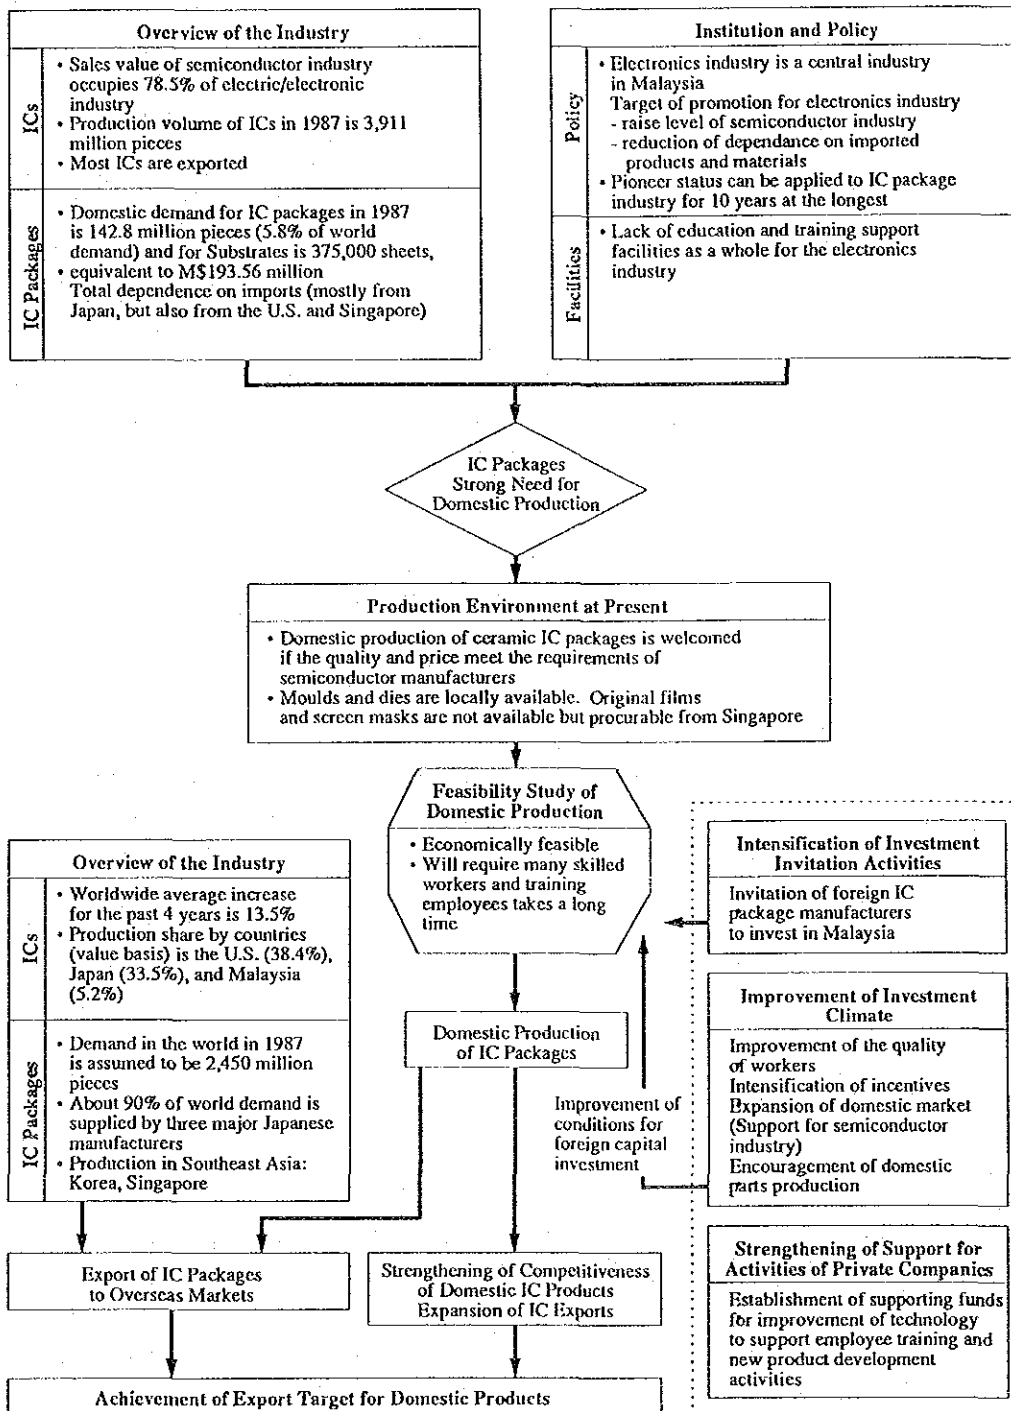 Overview of the Industry
ICs
• Sales value of semiconductor industry
occupies 78.5% of electric/electronic
industry
• Production volume of ICs in 1987 is 3,911
million pieces
• Most ICs are exported
IC Packages
• Domestic demand for IC packages in 1987
is 142.8 million pieces (5.8% of world
demand) and for Substrates is 375,000 sheets,
• equivalent to M$193.56 million
Total dependence on imports (mostly from
Japan, but also from the U.S. and Singapore)
Institution and Policy
Policy
• Electronics industry is a central industry
in Malaysia
Target of promotion for electronics industry
- raise level of semiconductor industry
- reduction of dependance on imported
products and materials
• Pioneer status can be applied to IC package
industry for 10 years at the longest
Facilities
• Lack of education and training support
facilities as a whole for the electronics
industry
IC Packages
Strong Need for
Domestic Production
Production Environment at Present
• Domestic production of ceramic IC packages is welcomed
if the quality and price meet the requirements of
semiconductor manufacturers
• Moulds and dies are locally available. Original films
and screen masks are not available but procurable from Singapore
Feasibility Study of
Domestic Production
• Economically feasible
• Will require many skilled
workers and training
employees takes a long
time
Overview of the Industry
ICs
• Worldwide average increase
for the past 4 years is 13.5%
• Production share by countries
(value basis) is the U.S. (38.4%),
Japan (33.5%), and Malaysia
(5.2%)
IC Packages
• Demand in the world in 1987
is assumed to be 2,450 million
pieces
• About 90% of world demand is
supplied by three major Japanese
manufacturers
• Production in Southeast Asia:
Korea, Singapore
Domestic Production
of IC Packages
Improvement of
conditions for
foreign capital
investment
Intensification of Investment
Invitation Activities
Invitation of foreign IC
package manufacturers
to invest in Malaysia
Improvement of Investment
Climate
Improvement of the quality
of workers
Intensification of incentives
Expansion of domestic market
(Support for semiconductor
industry)
Encouragement of domestic
parts production
Strengthening of Support for
Activities of Private Companies
Establishment of supporting funds
for improvement of technology
to support employee training and
new product development
activities
Export of IC Packages
to Overseas Markets
Strengthening of Competitiveness
of Domestic IC Products
Expansion of IC Exports
Achievement of Export Target for Domestic Products